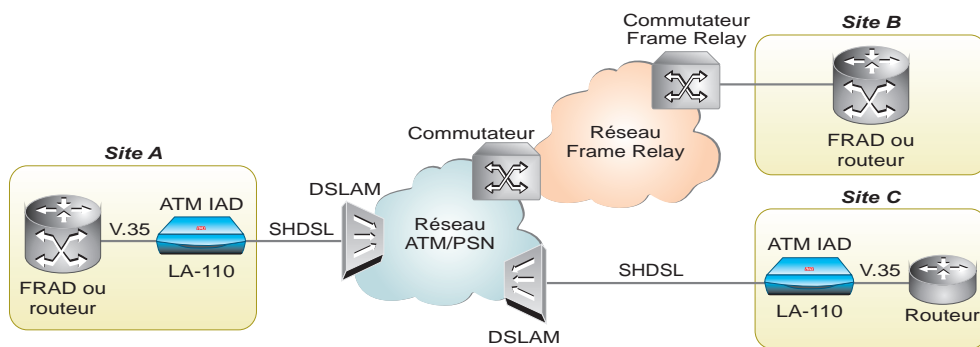 Commutateur
Frame Relay
Site B
FRAD ou
routeur
Commutateur
Réseau
Frame Relay
Site A
DSLAM
ATM IAD
V.35
SHDSL
LA-110
FRAD ou
routeur
Réseau
ATM/PSN
DSLAM
Site C
SHDSL
ATM IAD
V.35
LA-110
Routeur